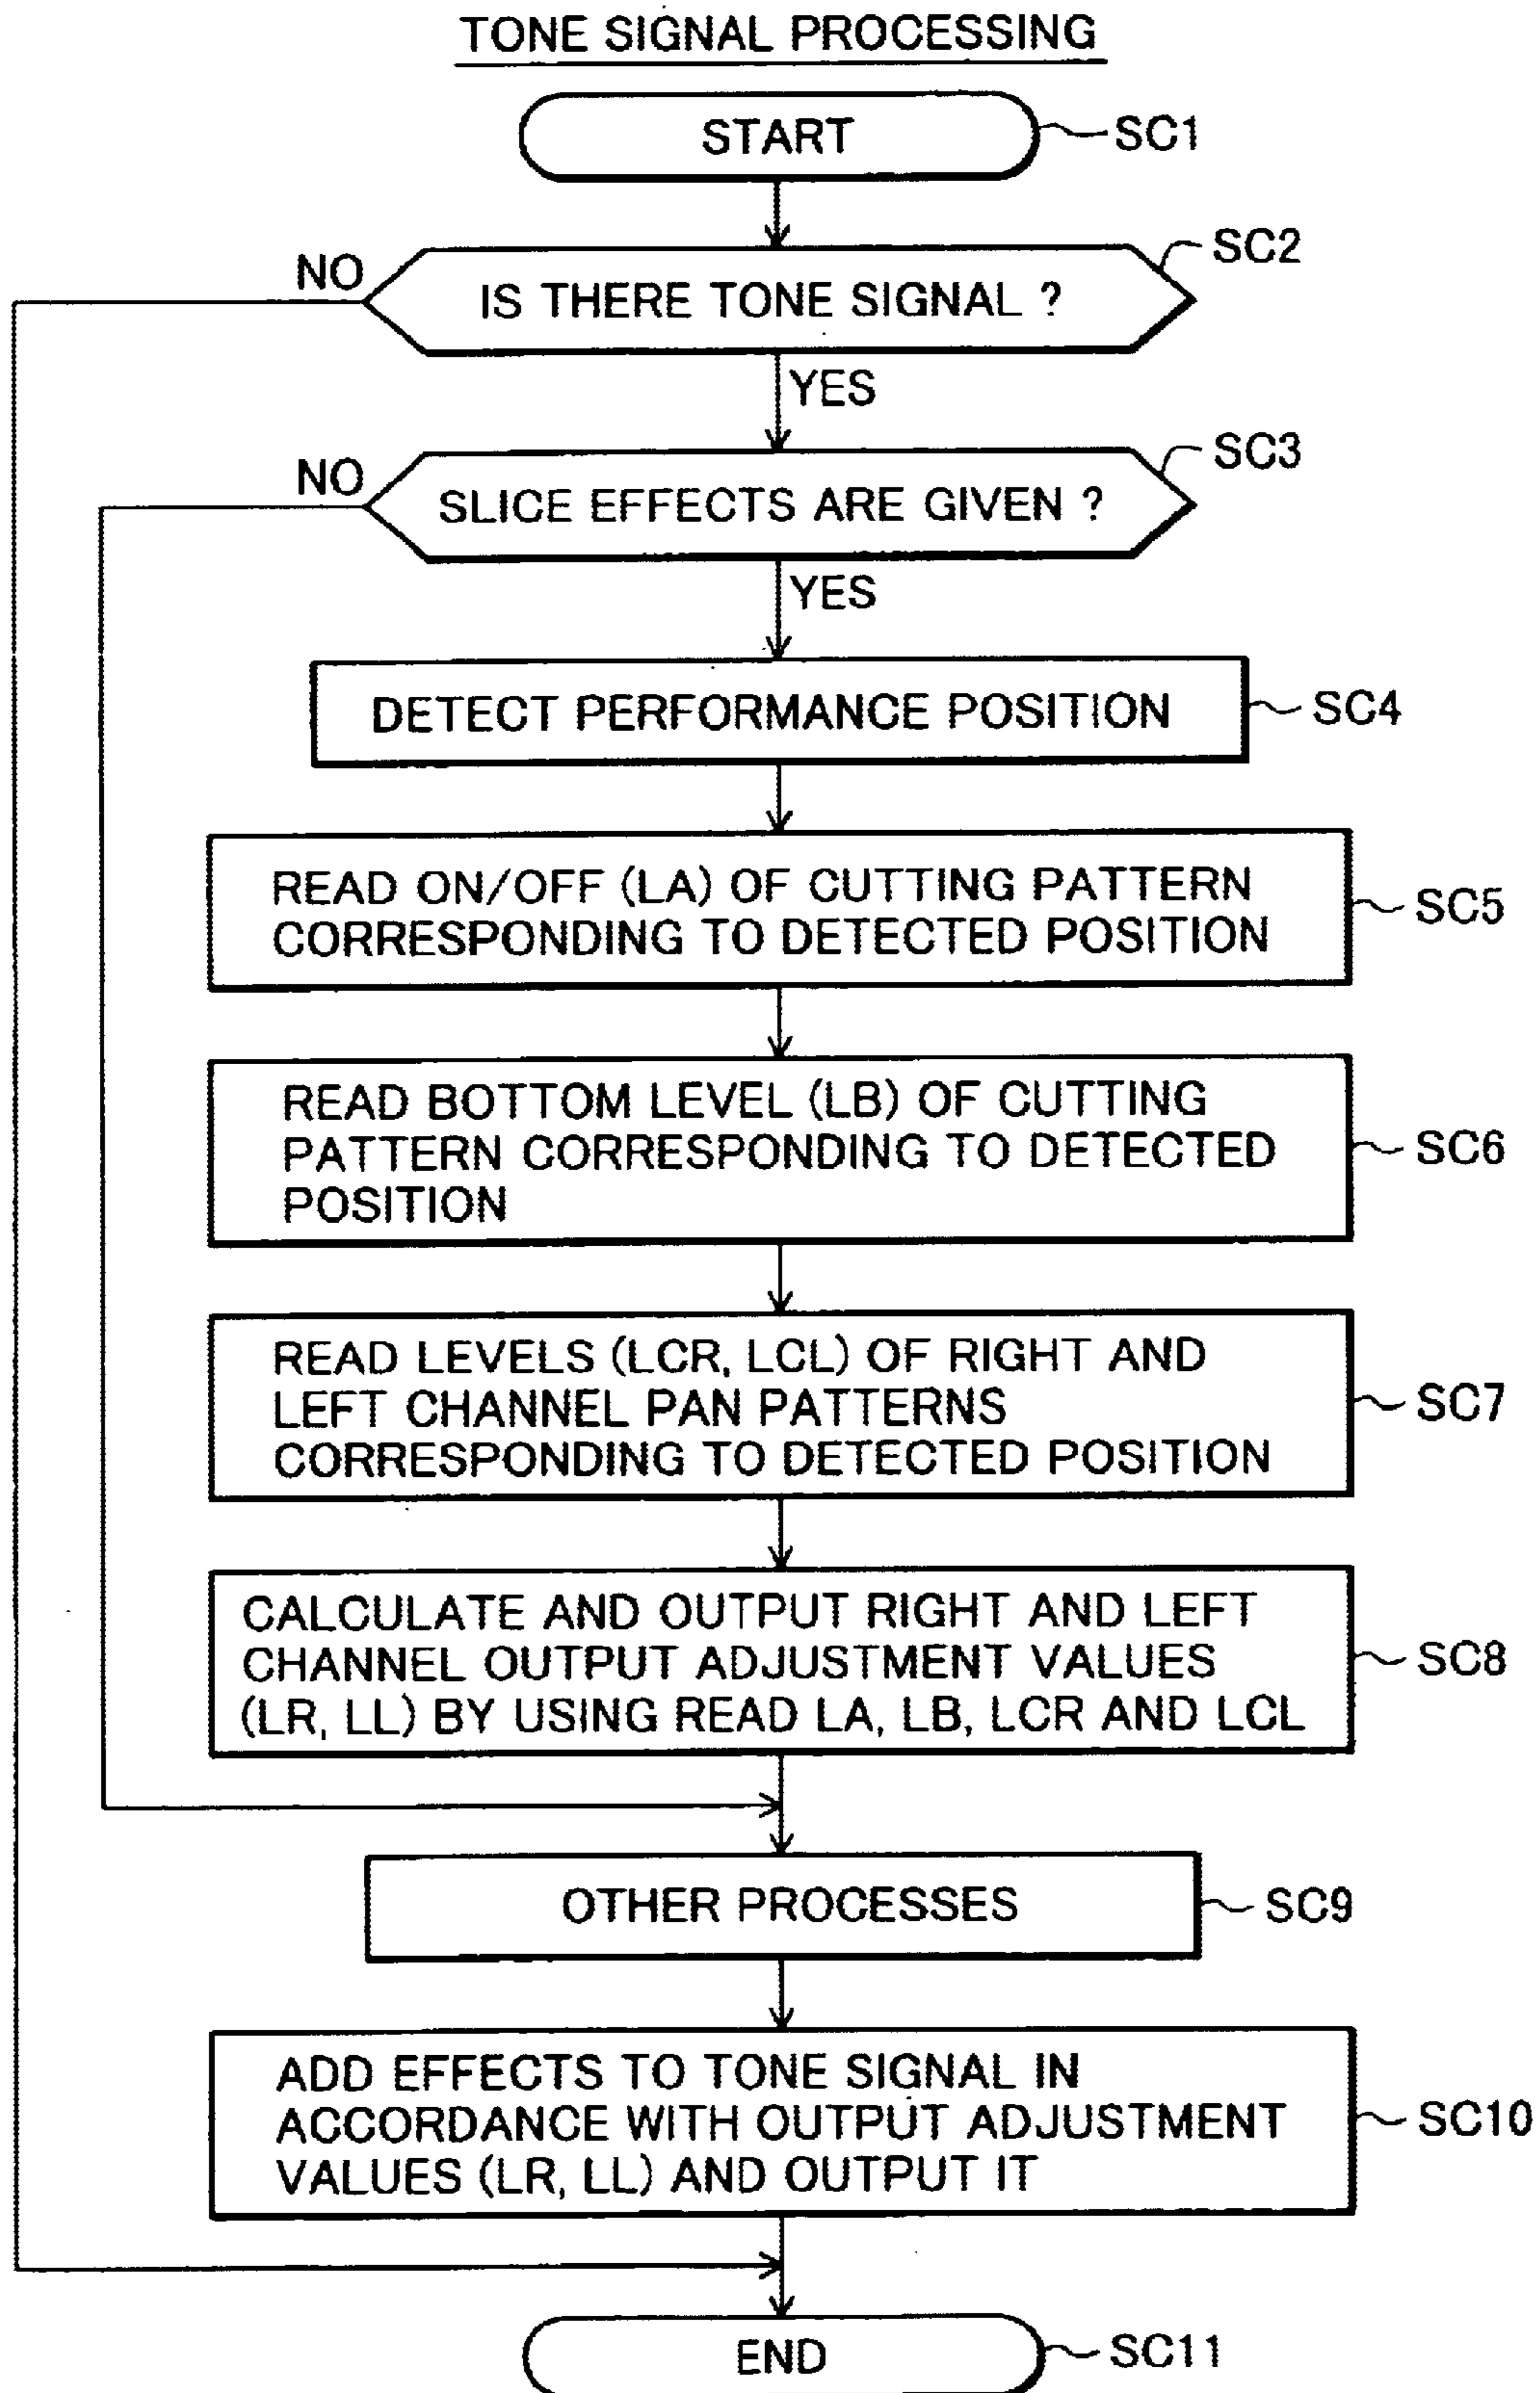 TONE SIGNAL PROCESSING
START
SC1
SC2
NO
IS THERE TONE SIGNAL ?
YES
SC3
NO
SLICE EFFECTS ARE GIVEN ?
YES
DETECT PERFORMANCE POSITION
SC4
READ ON/OFF (LA) OF CUTTING PATTERN
CORRESPONDING TO DETECTED POSITION
SC5
READ BOTTOM LEVEL (LB) OF CUTTING
PATTERN CORRESPONDING TO DETECTED
POSITION
SC6
READ LEVELS (LCR, LCL) OF RIGHT AND
LEFT CHANNEL PAN PATTERNS
CORRESPONDING TO DETECTED POSITION
SC7
CALCULATE AND OUTPUT RIGHT AND LEFT
CHANNEL OUTPUT ADJUSTMENT VALUES
(LR, LL) BY USING READ LA, LB, LCR AND LCL
SC8
OTHER PROCESSES
SC9
ADD EFFECTS TO TONE SIGNAL IN
ACCORDANCE WITH OUTPUT ADJUSTMENT
VALUES (LR, LL) AND OUTPUT IT
SC10
END
SC11